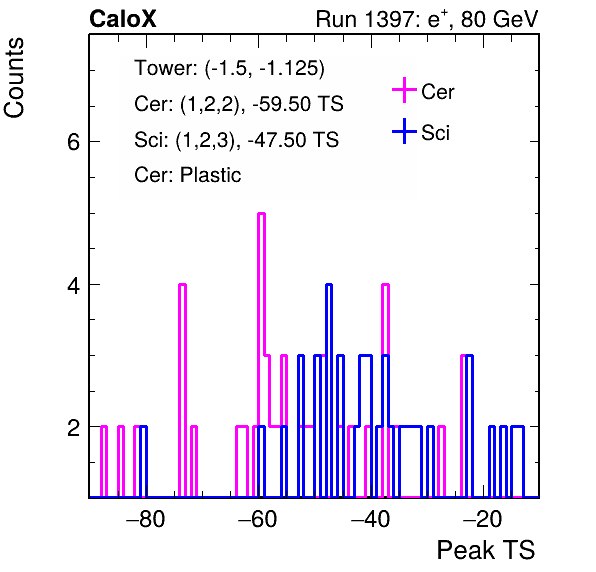 CaloX
Run 1397: e+, 80 GeV
Counts
Tower: (-1.5, -1.125)
Cer: (1,2,2), -59.50 TS
Sci: (1,2,3), -47.50 TS
Cer: Plastic
Cer
Sci
6
4
2
−80 −60 −40 −20
Peak TS